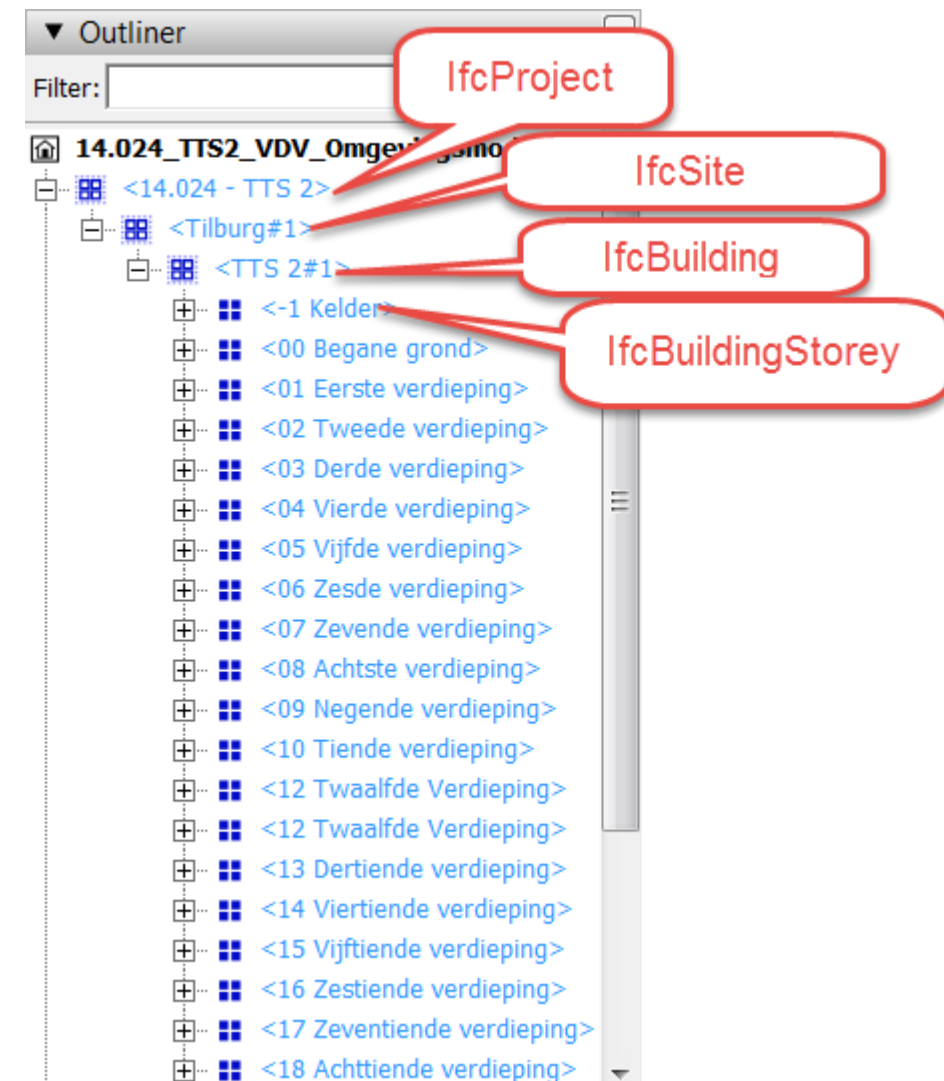 ▼ Outliner
Filter:
IfcProject
14.024_TTS2_VDV_Omgevingsmo
<14.024 - TTS 2>
IfcSite
<Tilburg#1>
IfcBuilding
<TTS 2#1>
IfcBuildingStorey
<-1 Kelder>
<00 Begane grond>
<01 Eerste verdieping>
<02 Tweede verdieping>
<03 Derde verdieping>
<04 Vierde verdieping>
<05 Vijfde verdieping>
<06 Zesde verdieping>
<07 Zevende verdieping>
<08 Achtste verdieping>
<09 Negende verdieping>
<10 Tiende verdieping>
<12 Twaalfde Verdieping>
<12 Twaalfde Verdieping>
<13 Dertiende verdieping>
<14 Viertiende verdieping>
<15 Vijftiende verdieping>
<16 Zestiende verdieping>
<17 Zeventiende verdieping>
<18 Achttiende verdieping>